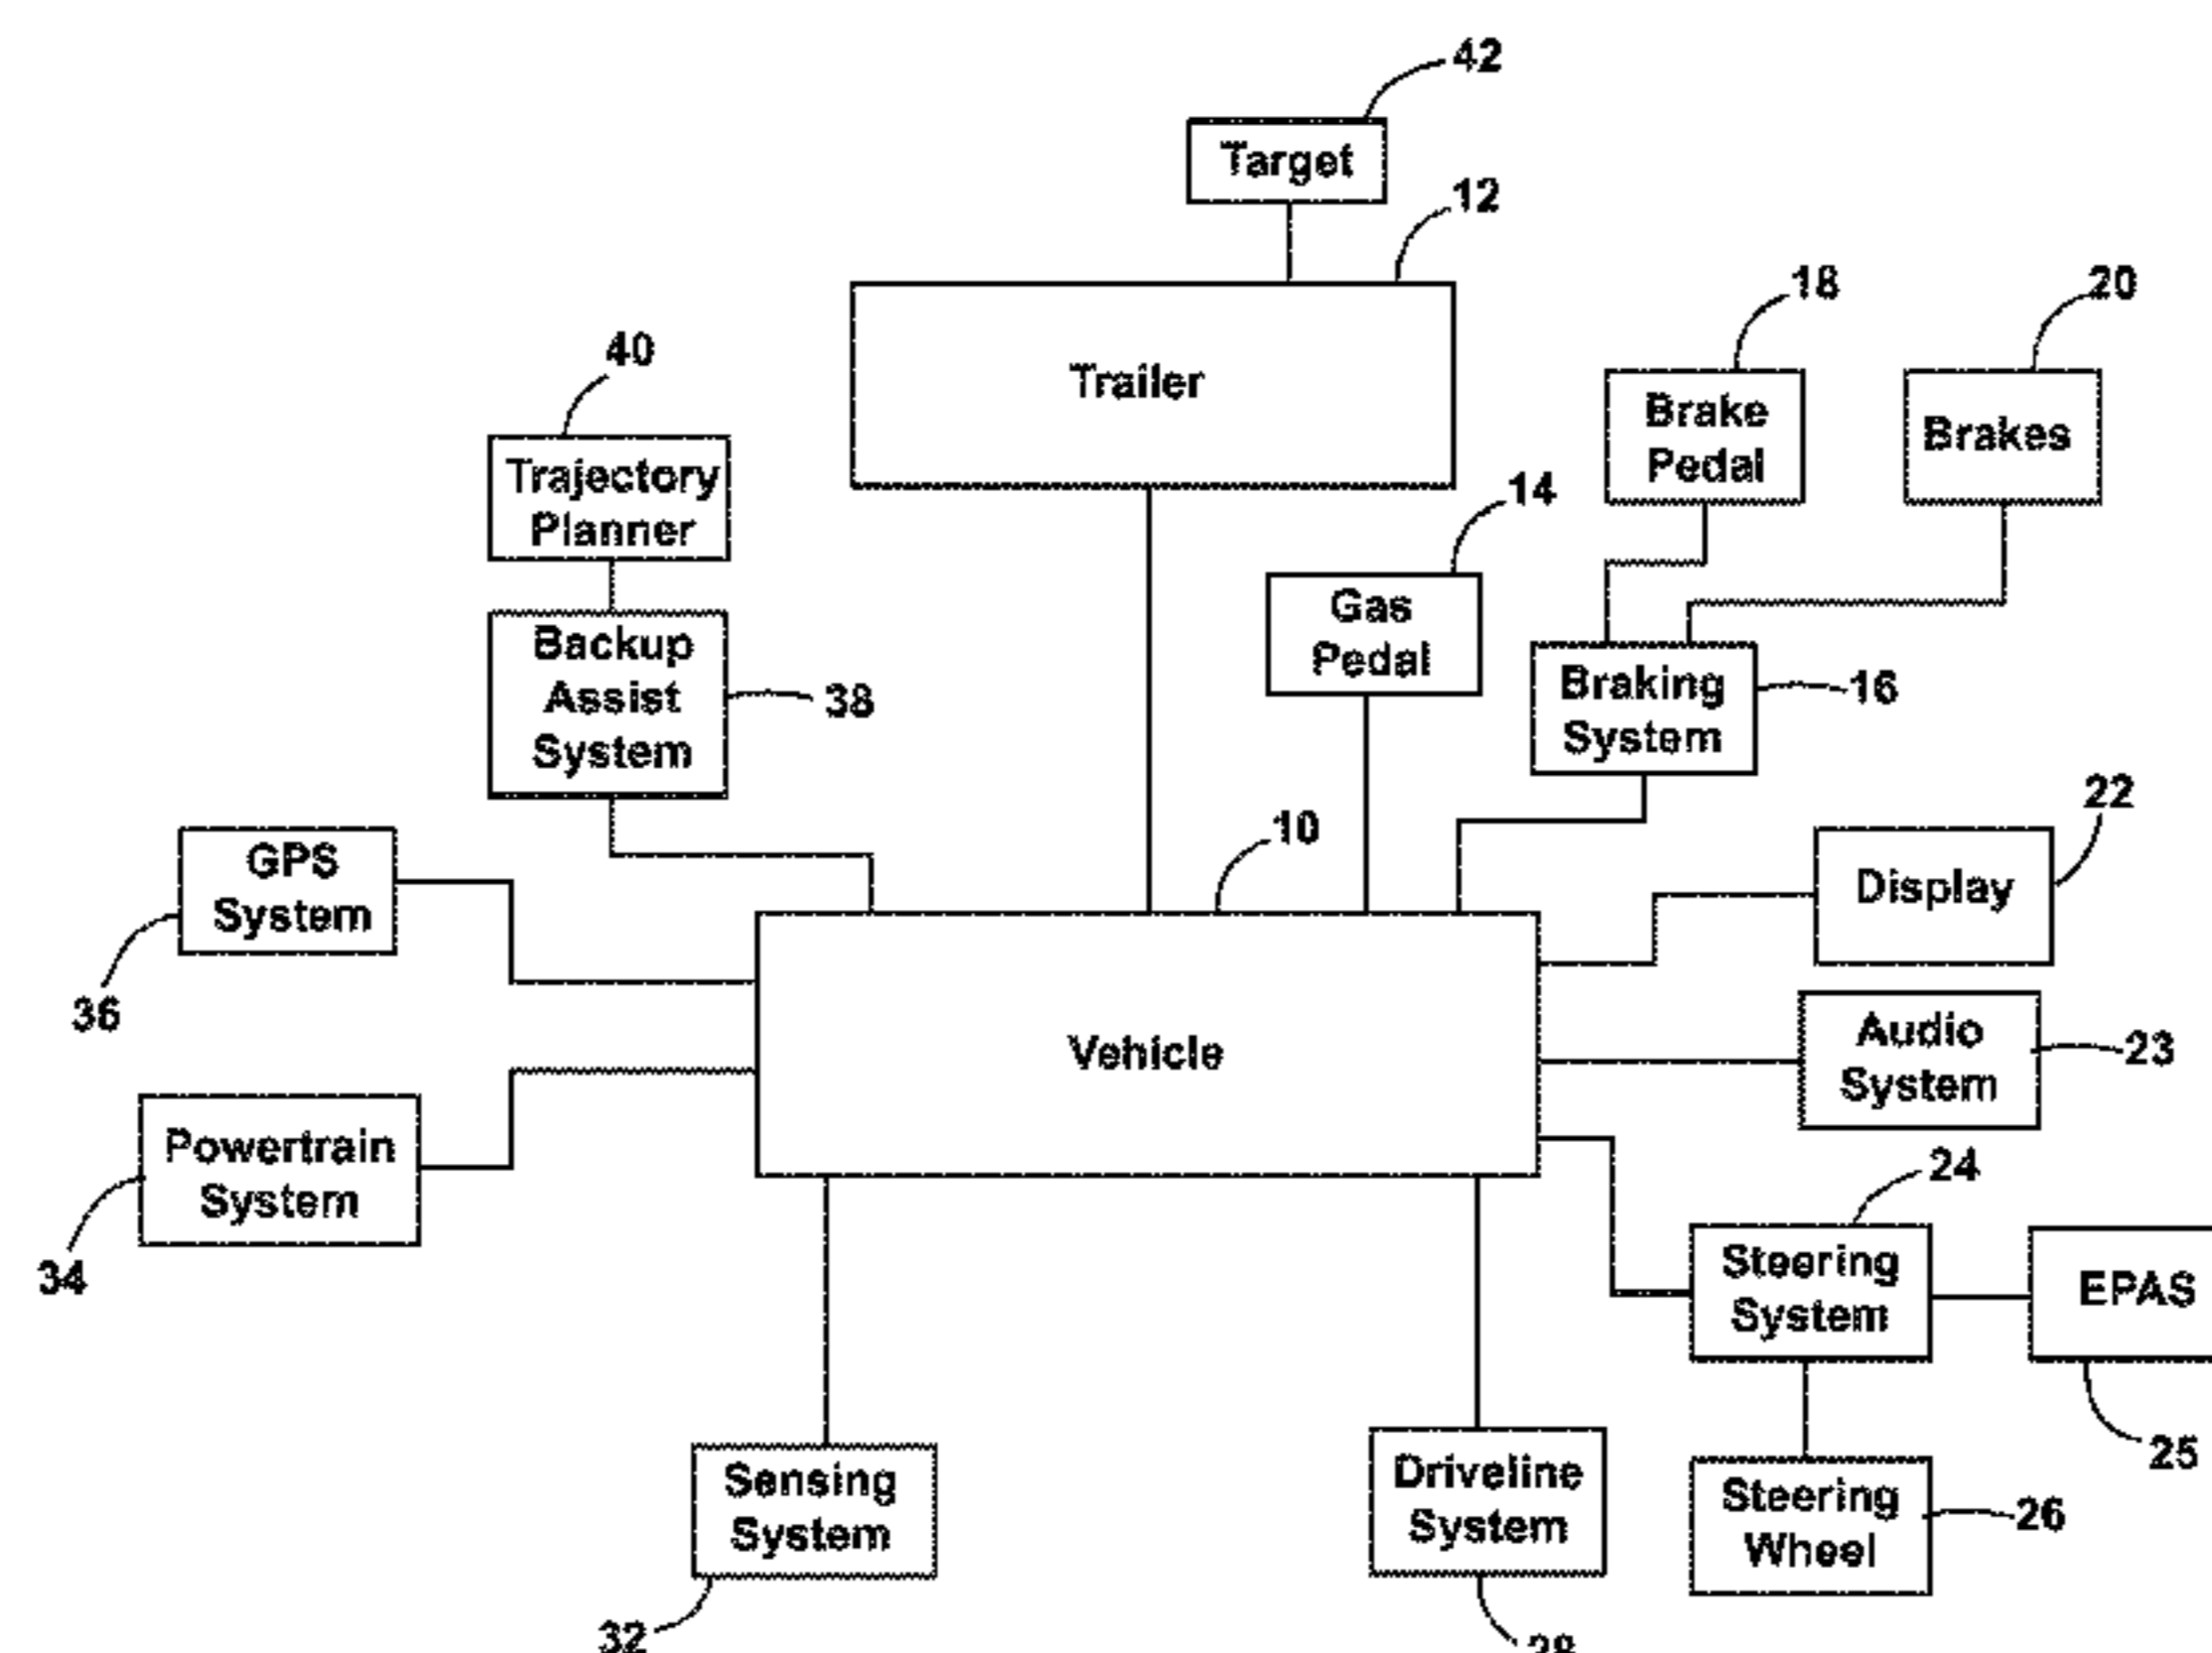 42
Target
12
18
20
40
Trailer
Brake
Pedal
Brakes
Trajectory
Planner
14
Gas
Pedal
Backup
Assist
System
38
Braking
System
16
22
10
GPS
System
Display
36
Vehicle
Audio
System
23
Powertrain
System
24
34
Steering
System
EPAS
25
Sensing
System
Driveline
System
Steering
Wheel
26
32